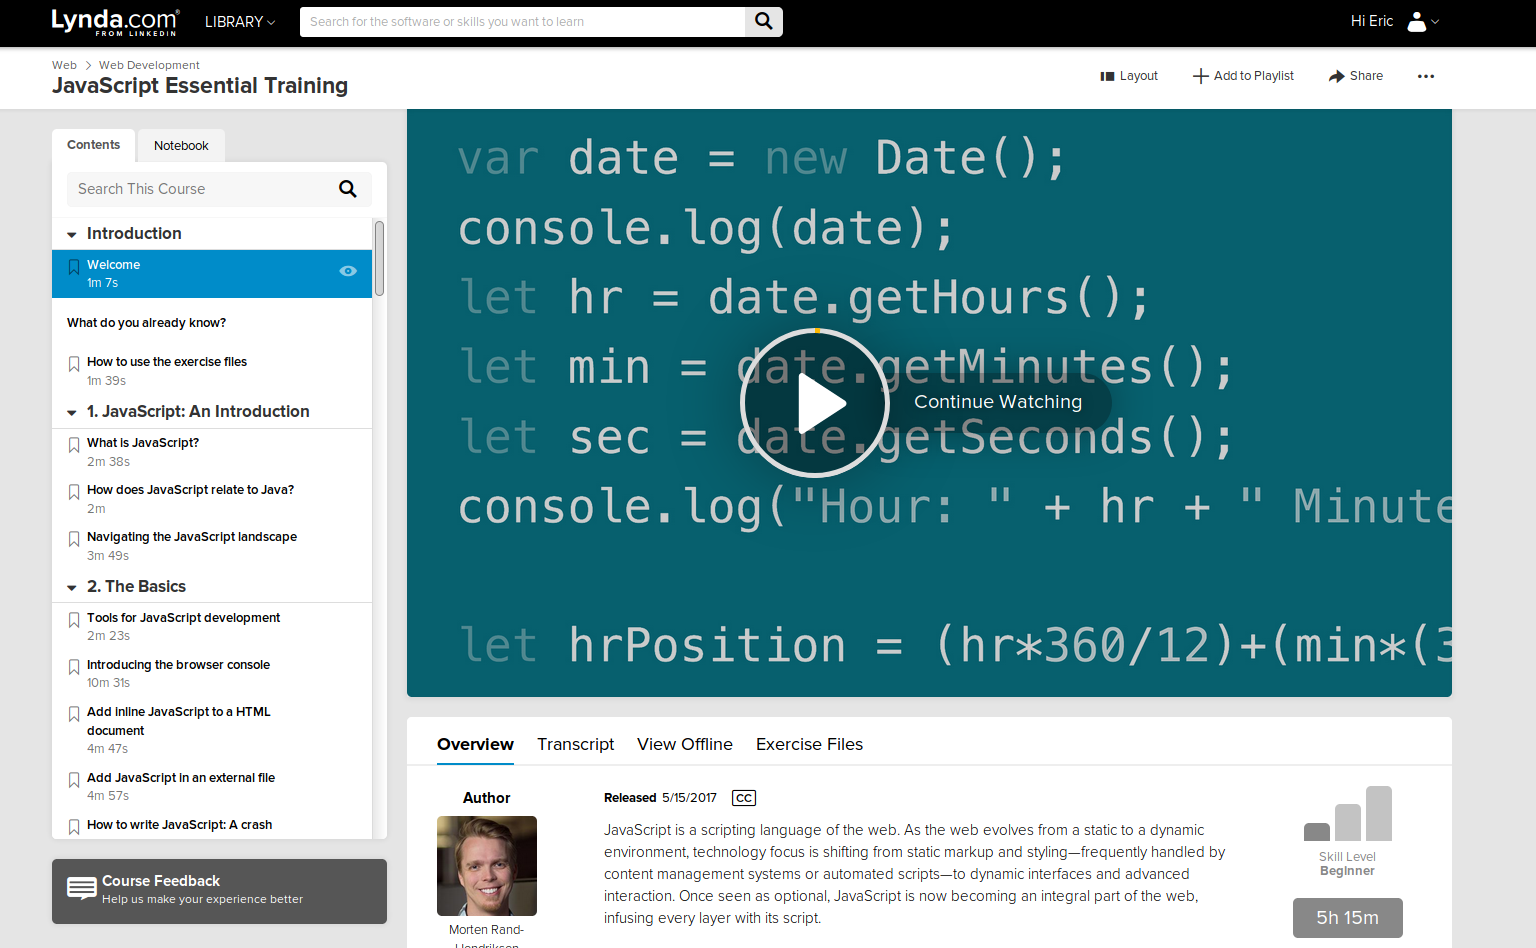 Lynda.com®
FROM LINKEDIN
LIBRARY
Search for the software or skills you want to learn
Hi Eric
Web > Web Development
JavaScript Essential Training
Layout
Add to Playlist
Share
Contents
Notebook
Search This Course
Introduction
Welcome
1m 7s
What do you already know?
How to use the exercise files
1m 39s
1. JavaScript: An Introduction
What is JavaScript?
2m 38s
How does JavaScript relate to Java?
2m
Navigating the JavaScript landscape
3m 49s
2. The Basics
Tools for JavaScript development
2m 23s
Introducing the browser console
10m 31s
Add inline JavaScript to a HTML
document
4m 47s
Add JavaScript in an external file
4m 57s
How to write JavaScript: A crash
Course Feedback
Help us make your experience better
var date = new Date();
console.log(date);
let hr = date.getHours();
let min = date.getMinutes();
Continue Watching
let sec = date.getSeconds();
console.log("Hour: " + hr + " Minute
let hrPosition = (hr*360/12)+(min*(3
Overview
Transcript
View Offline
Exercise Files
Author
Morten Rand-
Hendriksen
Released 5/15/2017 CC
JavaScript is a scripting language of the web. As the web evolves from a static to a dynamic
environment, technology focus is shifting from static markup and styling—frequently handled by
content management systems or automated scripts—to dynamic interfaces and advanced
interaction. Once seen as optional, JavaScript is now becoming an integral part of the web,
infusing every layer with its script.
Skill Level
Beginner
5h 15m